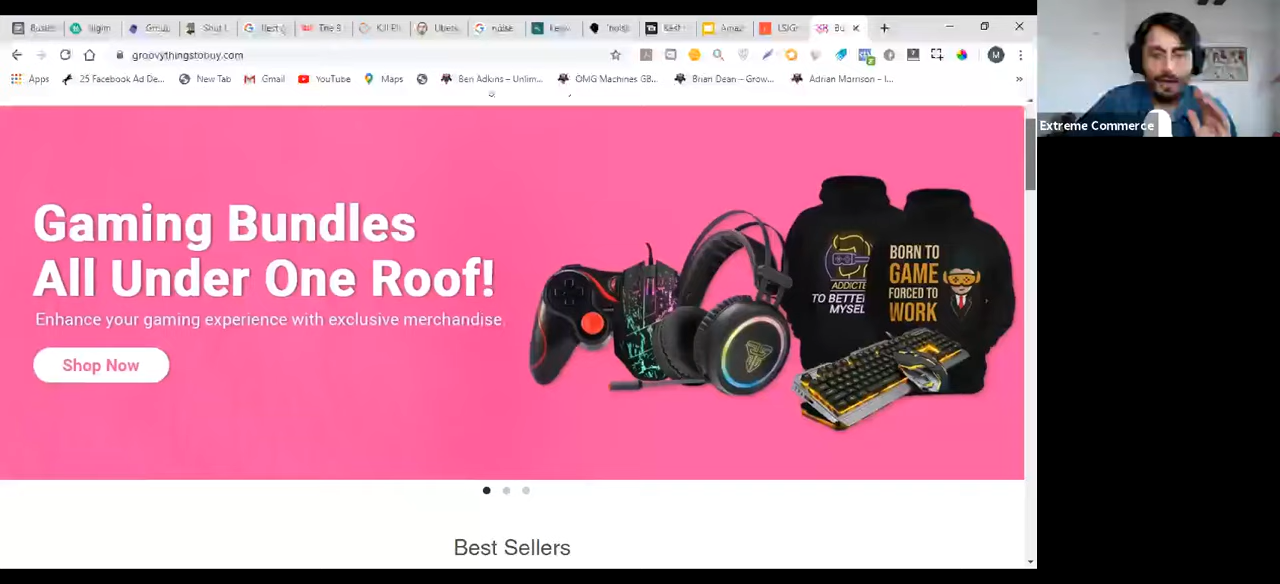 groovythingstobuy.com
Apps 25 Facebook Ad De... New Tab Gmail YouTube Maps Ben Adkins – Unlim... OMG Machines GB... Brian Dean – Grow... Adrian Morrison – I... »
Extreme Commerce
Gaming Bundles
All Under One Roof!
Enhance your gaming experience with exclusive merchandise
Shop Now
ADDICTE
TO BETTE
MYSEL
BORN TO
GAME
FORCED TO
WORK
Best Sellers